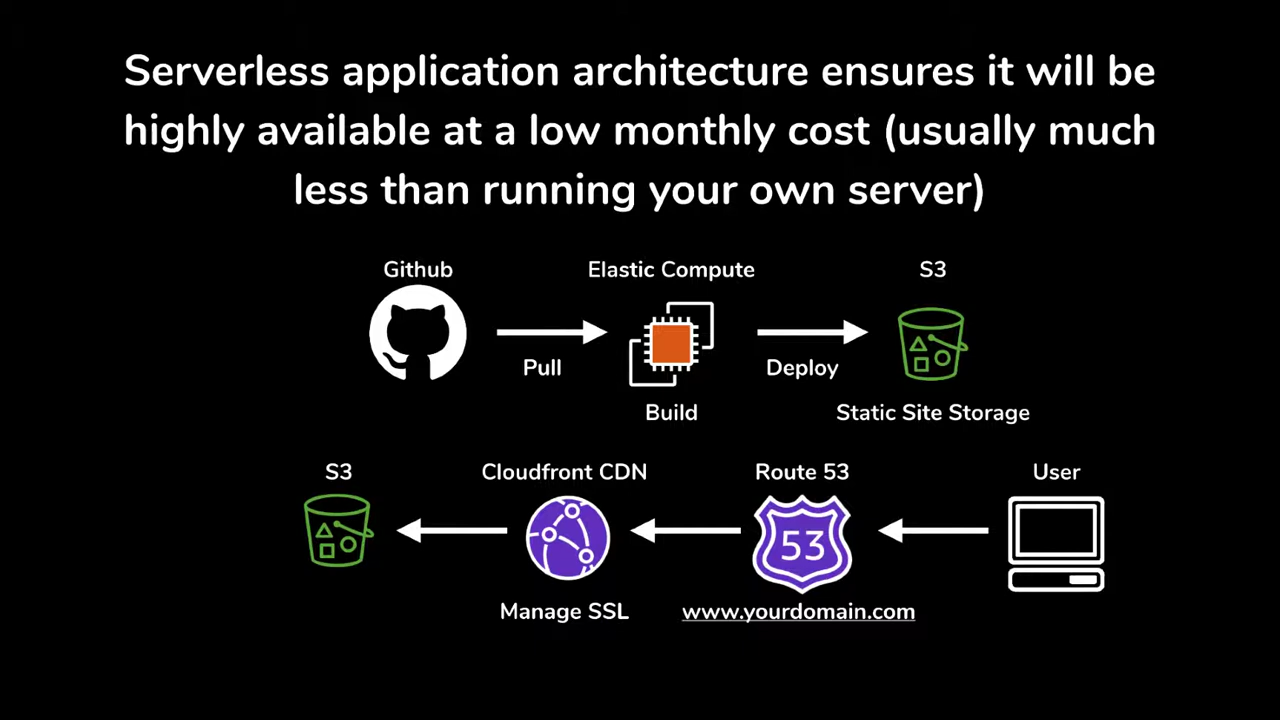 Serverless application architecture ensures it will be
highly available at a low monthly cost (usually much
less than running your own server)
Github
Elastic Compute
S3
Pull
Deploy
Build
Static Site Storage
S3
Cloudfront CDN
Route 53
User
53
Manage SSL
www.yourdomain.com